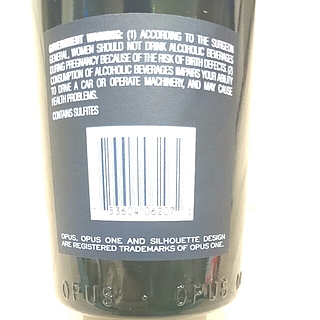 GOVERNMENT WARNING: (1) ACCORDING TO THE SURGEON
GENERAL, WOMEN SHOULD NOT DRINK ALCOHOLIC BEVERAGES
DURING PREGNANCY BECAUSE OF THE RISK OF BIRTH DEFECTS. (2)
CONSUMPTION OF ALCOHOLIC BEVERAGES IMPAIRS YOUR ABILITY
TO DRIVE A CAR OR OPERATE MACHINERY, AND MAY CAUSE
HEALTH PROBLEMS.
CONTAINS SULFITES
OPUS, OPUS ONE AND SILHOUETTE DESIGN
ARE REGISTERED TRADEMARKS OF OPUS ONE.
OPUS · OPUS